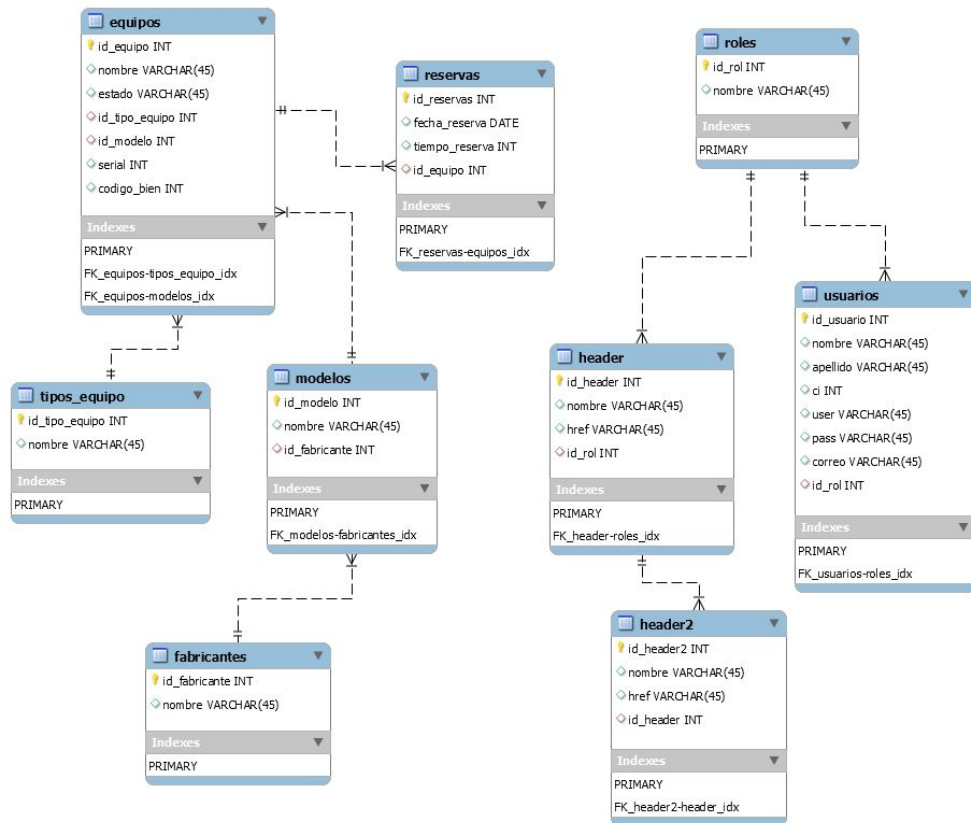 equipos
id_equipo INT
nombre VARCHAR(45)
estado VARCHAR(45)
id_tipo_equipo INT
id_modelo INT
serial INT
codigo_bien INT
Indexes
PRIMARY
FK_equipos-tipos_equipo_idx
FK_equipos-modelos_idx
reservas
id_reservas INT
fecha_reserva DATE
tiempo_reserva INT
id_equipo INT
Indexes
PRIMARY
FK_reservas-equipos_idx
roles
id_rol INT
nombre VARCHAR(45)
Indexes
PRIMARY
tipos_equipo
id_tipo_equipo INT
nombre VARCHAR(45)
Indexes
PRIMARY
modelos
id_modelo INT
nombre VARCHAR(45)
id_fabricante INT
Indexes
PRIMARY
FK_modelos-fabricantes_idx
header
id_header INT
nombre VARCHAR(45)
href VARCHAR(45)
id_rol INT
Indexes
PRIMARY
FK_header-roles_idx
usuarios
id_usuario INT
nombre VARCHAR(45)
apellido VARCHAR(45)
ci INT
user VARCHAR(45)
pass VARCHAR(45)
correo VARCHAR(45)
id_rol INT
Indexes
PRIMARY
FK_usuarios-roles_idx
fabricantes
id_fabricante INT
nombre VARCHAR(45)
Indexes
PRIMARY
header2
id_header2 INT
nombre VARCHAR(45)
href VARCHAR(45)
id_header INT
Indexes
PRIMARY
FK_header2-header_idx